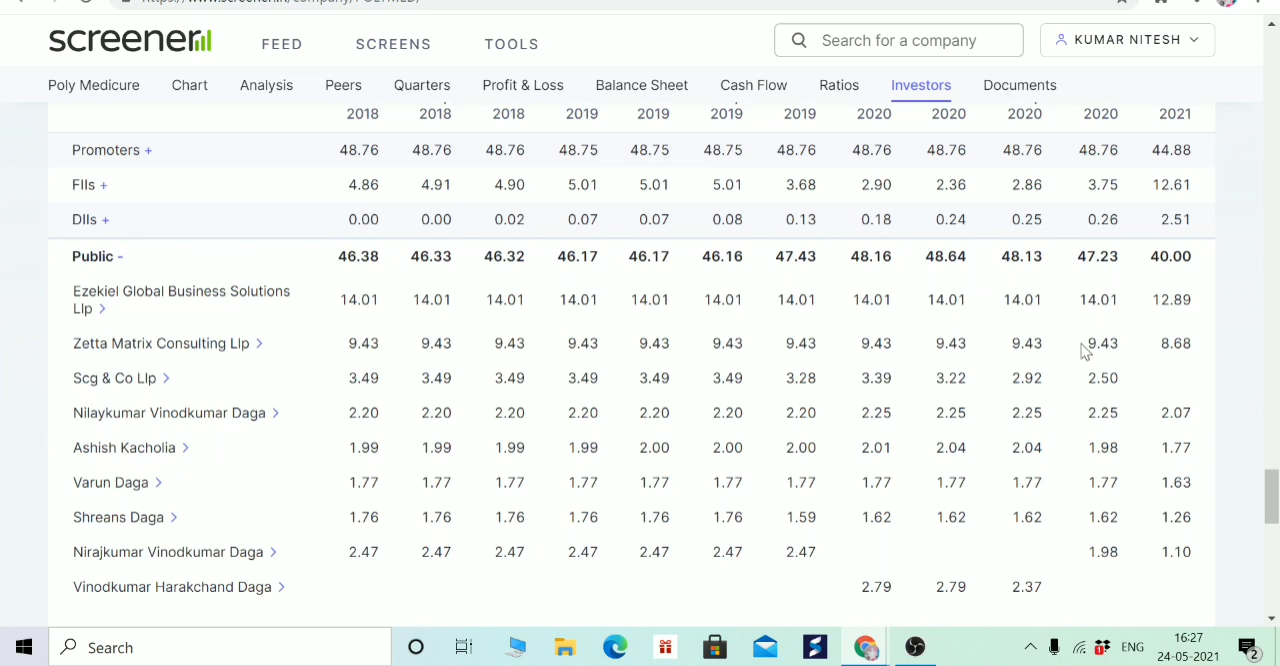 screener FEED SCREENS TOOLS Search for a company KUMAR NITESH
Poly Medicure Chart Analysis Peers Quarters Profit & Loss Balance Sheet Cash Flow Ratios Investors Documents
2018 2018 2018 2019 2019 2019 2019 2020 2020 2020 2020 2021
Promoters + 48.76 48.76 48.76 48.75 48.75 48.75 48.76 48.76 48.76 48.76 48.76 44.88
FIIs + 4.86 4.91 4.90 5.01 5.01 5.01 3.68 2.90 2.36 2.86 3.75 12.61
DIIs + 0.00 0.00 0.02 0.07 0.07 0.08 0.13 0.18 0.24 0.25 0.26 2.51
Public - 46.38 46.33 46.32 46.17 46.17 46.16 47.43 48.16 48.64 48.13 47.23 40.00
Ezekiel Global Business Solutions
Llp > 14.01 14.01 14.01 14.01 14.01 14.01 14.01 14.01 14.01 14.01 14.01 12.89
Zetta Matrix Consulting Llp > 9.43 9.43 9.43 9.43 9.43 9.43 9.43 9.43 9.43 9.43 9.43 8.68
Scg & Co Llp > 3.49 3.49 3.49 3.49 3.49 3.49 3.28 3.39 3.22 2.92 2.50
Nilaykumar Vinodkumar Daga > 2.20 2.20 2.20 2.20 2.20 2.20 2.20 2.25 2.25 2.25 2.25 2.07
Ashish Kacholia > 1.99 1.99 1.99 1.99 2.00 2.00 2.00 2.01 2.04 2.04 1.98 1.77
Varun Daga > 1.77 1.77 1.77 1.77 1.77 1.77 1.77 1.77 1.77 1.77 1.77 1.63
Shreans Daga > 1.76 1.76 1.76 1.76 1.76 1.76 1.59 1.62 1.62 1.62 1.62 1.26
Nirajkumar Vinodkumar Daga > 2.47 2.47 2.47 2.47 2.47 2.47 2.47 1.98 1.10
Vinodkumar Harakchand Daga > 2.79 2.79 2.37
Search ENG 16:27
24-05-2021 2